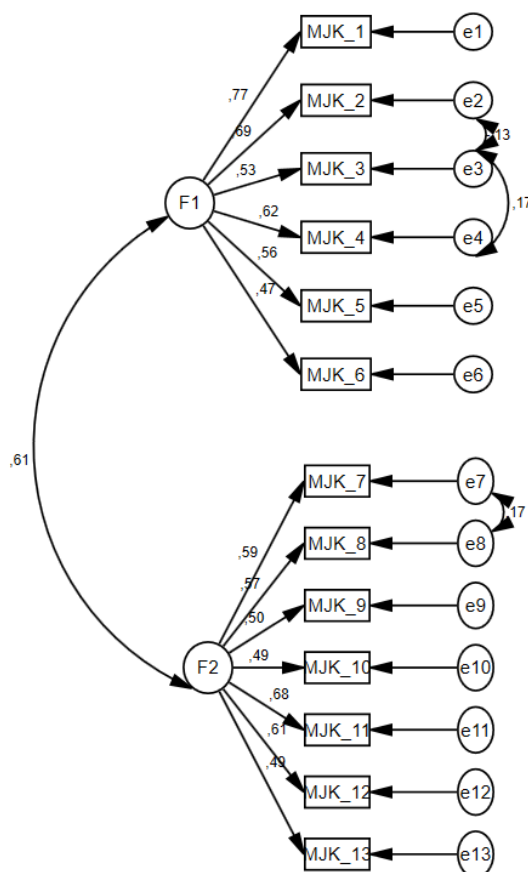 MJK_1
e1
,77
MJK_2
e2
69
13
,53
MJK_3
e3
F1
,62
MJK_4
e4
,17
,56
MJK_5
e5
,47
MJK_6
e6
,61
MJK_7
e7
,59
17
MJK_8
e8
,57
MJK_9
e9
,50
F2
,49
MJK_10
e10
,68
MJK_11
e11
,61
MJK_12
e12
,49
MJK_13
e13